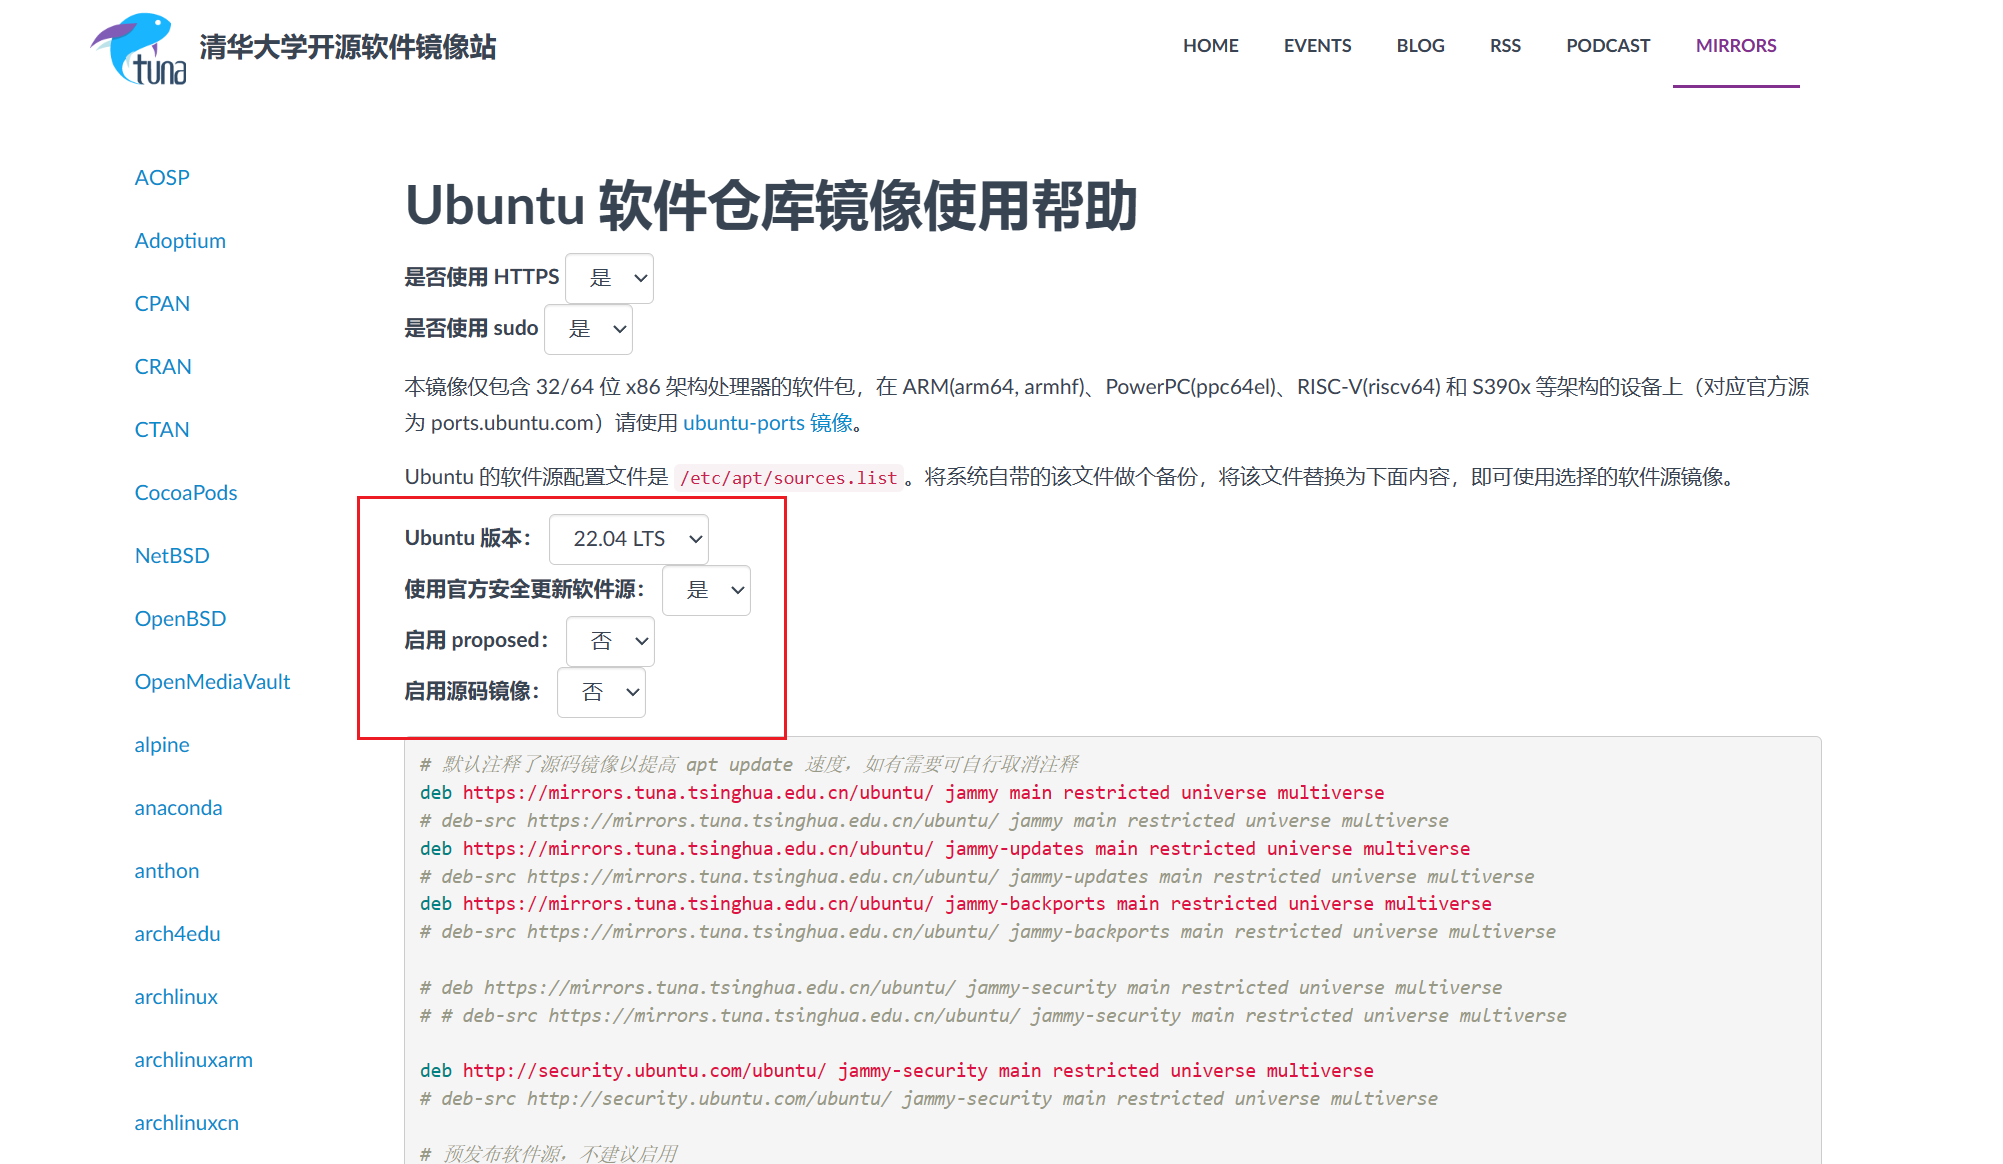 tuna
清华大学开源软件镜像站
HOME EVENTS BLOG RSS PODCAST MIRRORS
AOSP
Adoptium
CPAN
CRAN
CTAN
CocoaPods
NetBSD
OpenBSD
OpenMediaVault
alpine
anaconda
anthon
arch4edu
archlinux
archlinuxarm
archlinuxcn
Ubuntu 软件仓库镜像使用帮助
是否使用 HTTPS 是
是否使用 sudo 是
本镜像仅包含 32/64 位 x86 架构处理器的软件包，在 ARM(arm64, armhf)、PowerPC(ppc64el)、RISC-V(riscv64) 和 S390x 等架构的设备上（对应官方源
为 ports.ubuntu.com）请使用 ubuntu-ports 镜像。
Ubuntu 的软件源配置文件是 /etc/apt/sources.list。将系统自带的该文件做个备份，将该文件替换为下面内容，即可使用选择的软件源镜像。
Ubuntu 版本： 22.04 LTS
使用官方安全更新软件源： 是
启用 proposed： 否
启用源码镜像： 否
# 默认注释了源码镜像以提高 apt update 速度，如有需要可自行取消注释
deb https://mirrors.tuna.tsinghua.edu.cn/ubuntu/ jammy main restricted universe multiverse
# deb-src https://mirrors.tuna.tsinghua.edu.cn/ubuntu/ jammy main restricted universe multiverse
deb https://mirrors.tuna.tsinghua.edu.cn/ubuntu/ jammy-updates main restricted universe multiverse
# deb-src https://mirrors.tuna.tsinghua.edu.cn/ubuntu/ jammy-updates main restricted universe multiverse
deb https://mirrors.tuna.tsinghua.edu.cn/ubuntu/ jammy-backports main restricted universe multiverse
# deb-src https://mirrors.tuna.tsinghua.edu.cn/ubuntu/ jammy-backports main restricted universe multiverse
# deb https://mirrors.tuna.tsinghua.edu.cn/ubuntu/ jammy-security main restricted universe multiverse
# # deb-src https://mirrors.tuna.tsinghua.edu.cn/ubuntu/ jammy-security main restricted universe multiverse
deb http://security.ubuntu.com/ubuntu/ jammy-security main restricted universe multiverse
# deb-src http://security.ubuntu.com/ubuntu/ jammy-security main restricted universe multiverse
# 预发布软件源，不建议启用